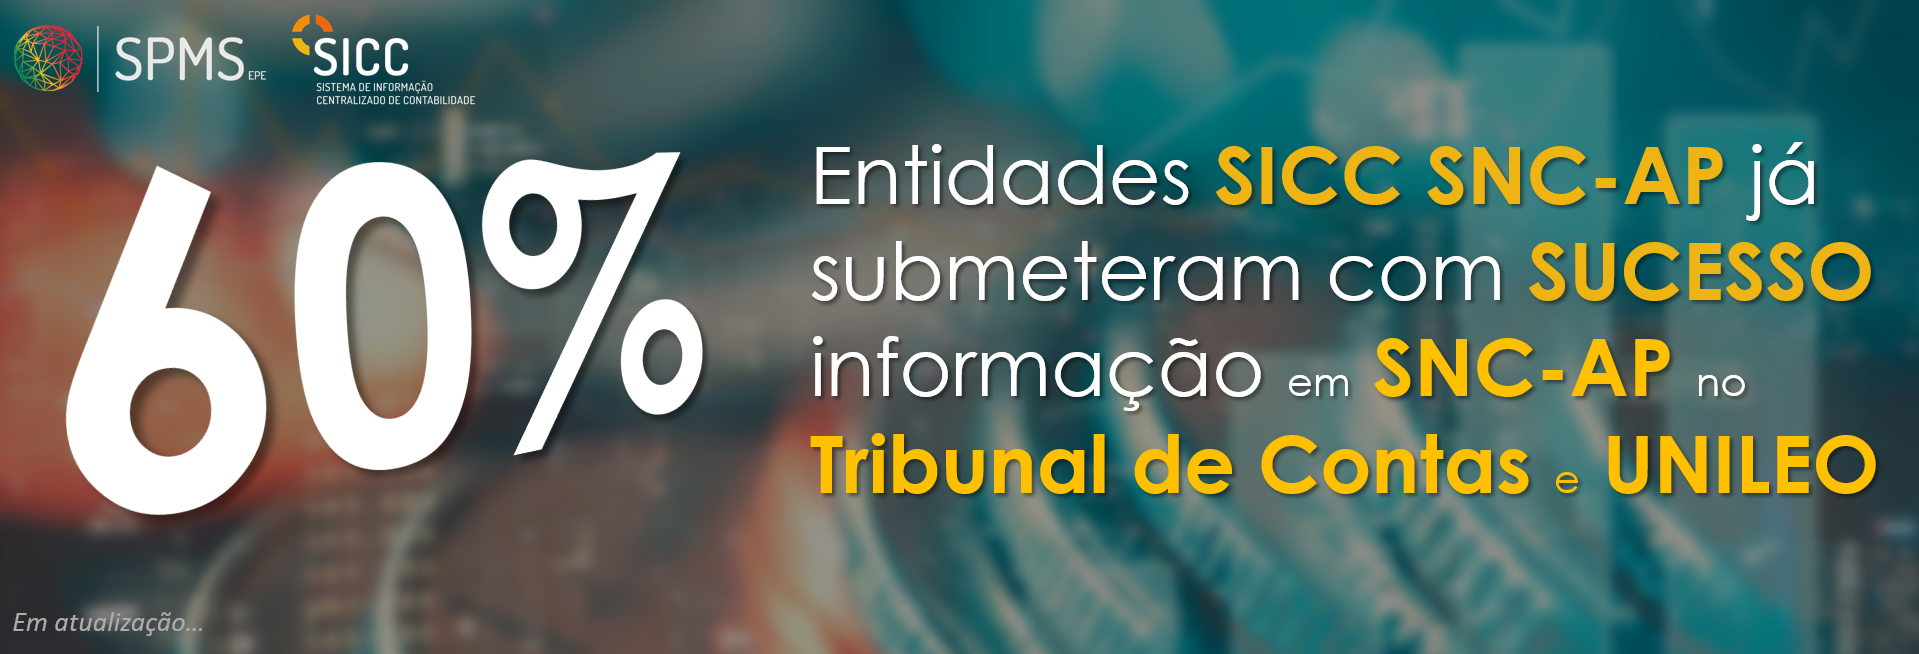 SPMS EPE
SICC
SISTEMA DE INFORMAÇÃO
CENTRALIZADO DE CONTABILIDADE
60%
Entidades SICC SNC-AP já
submeteram com SUCESSO
informação em SNC-AP no
Tribunal de Contas e UNILEO
Em atualização...